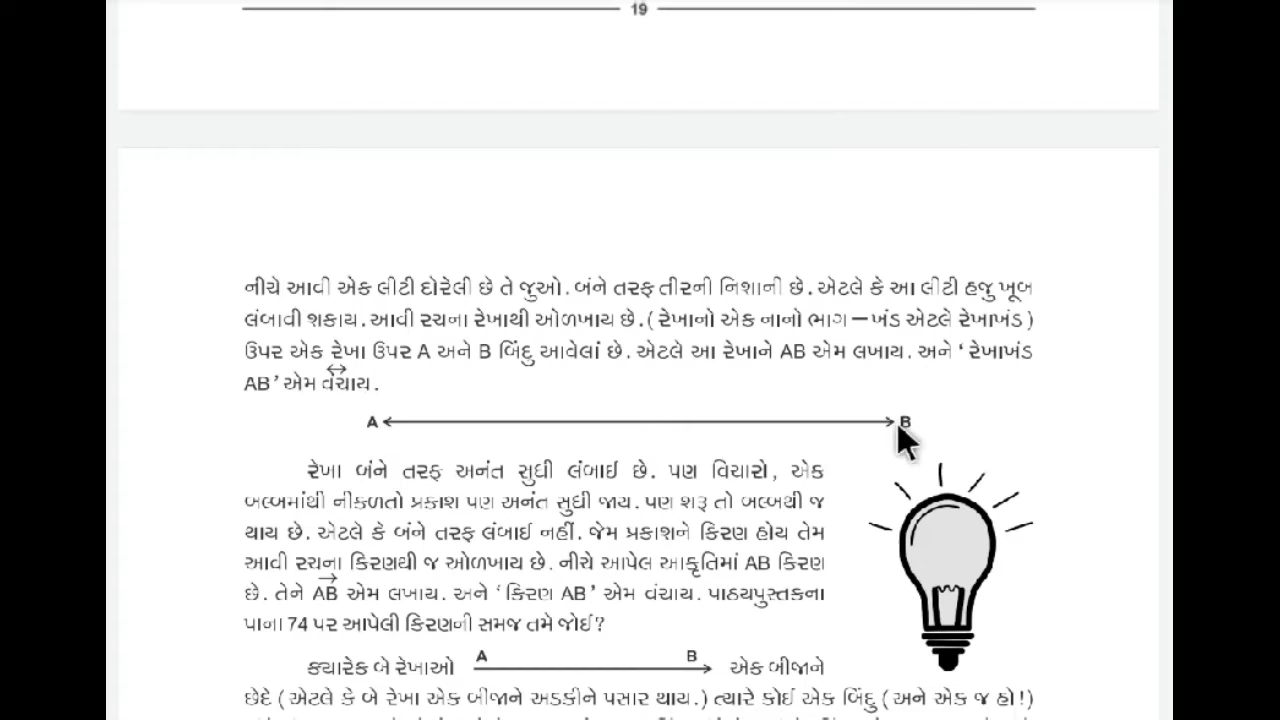 19
નીચે આવી એક લીટી દોરેલી છે તે જુઓ. બંને તરફ તીરની નિશાની છે. એટલે કે આ લીટી હજુ ખૂબ
લંબાવી શકાય. આવી રચના રેખાથી ઓળખાય છે. ( રેખાનો એક નાનો ભાગ – ખંડ એટલે રેખાખંડ )
ઉપર એક રેખા ઉપર A અને B બિંદુ આવેલાં છે. એટલે આ રેખાને AB એમ લખાય. અને ‘ રેખાખંડ
AB ’ એમ વંચાય.
A B
રેખા બંને તરફ અનંત સુધી લંબાઈ છે. પણ વિચારો, એક
બલ્બમાંથી નીકળતો પ્રકાશ પણ અનંત સુધી જાય. પણ શરૂ તો બલ્બથી જ
થાય છે. એટલે કે બંને તરફ લંબાઈ નહીં. જેમ પ્રકાશને કિરણ હોય તેમ
આવી રચના કિરણથી જ ઓળખાય છે. નીચે આપેલ આકૃતિમાં AB કિરણ
છે. તેને AB એમ લખાય. અને ‘ કિરણ AB ’ એમ વંચાય. પાઠ્યપુસ્તકના
પાના 74 પર આપેલી કિરણની સમજ તમે જોઈ?
ક્યારેક બે રેખાઓ A B એક બીજાને
છેદે ( એટલે કે બે રેખા એક બીજાને અડકીને પસાર થાય. ) ત્યારે કોઈ એક બિંદુ ( અને એક જ હો ! )